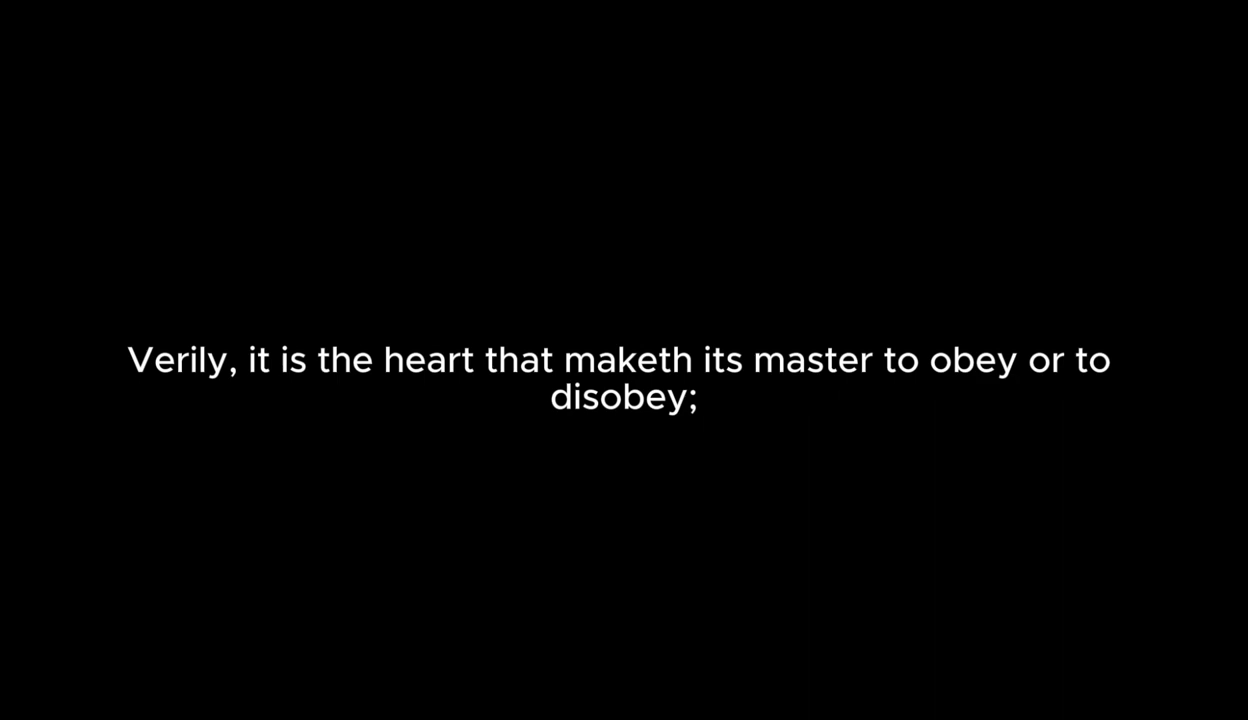 Verily, it is the heart that maketh its master to obey or to
disobey;